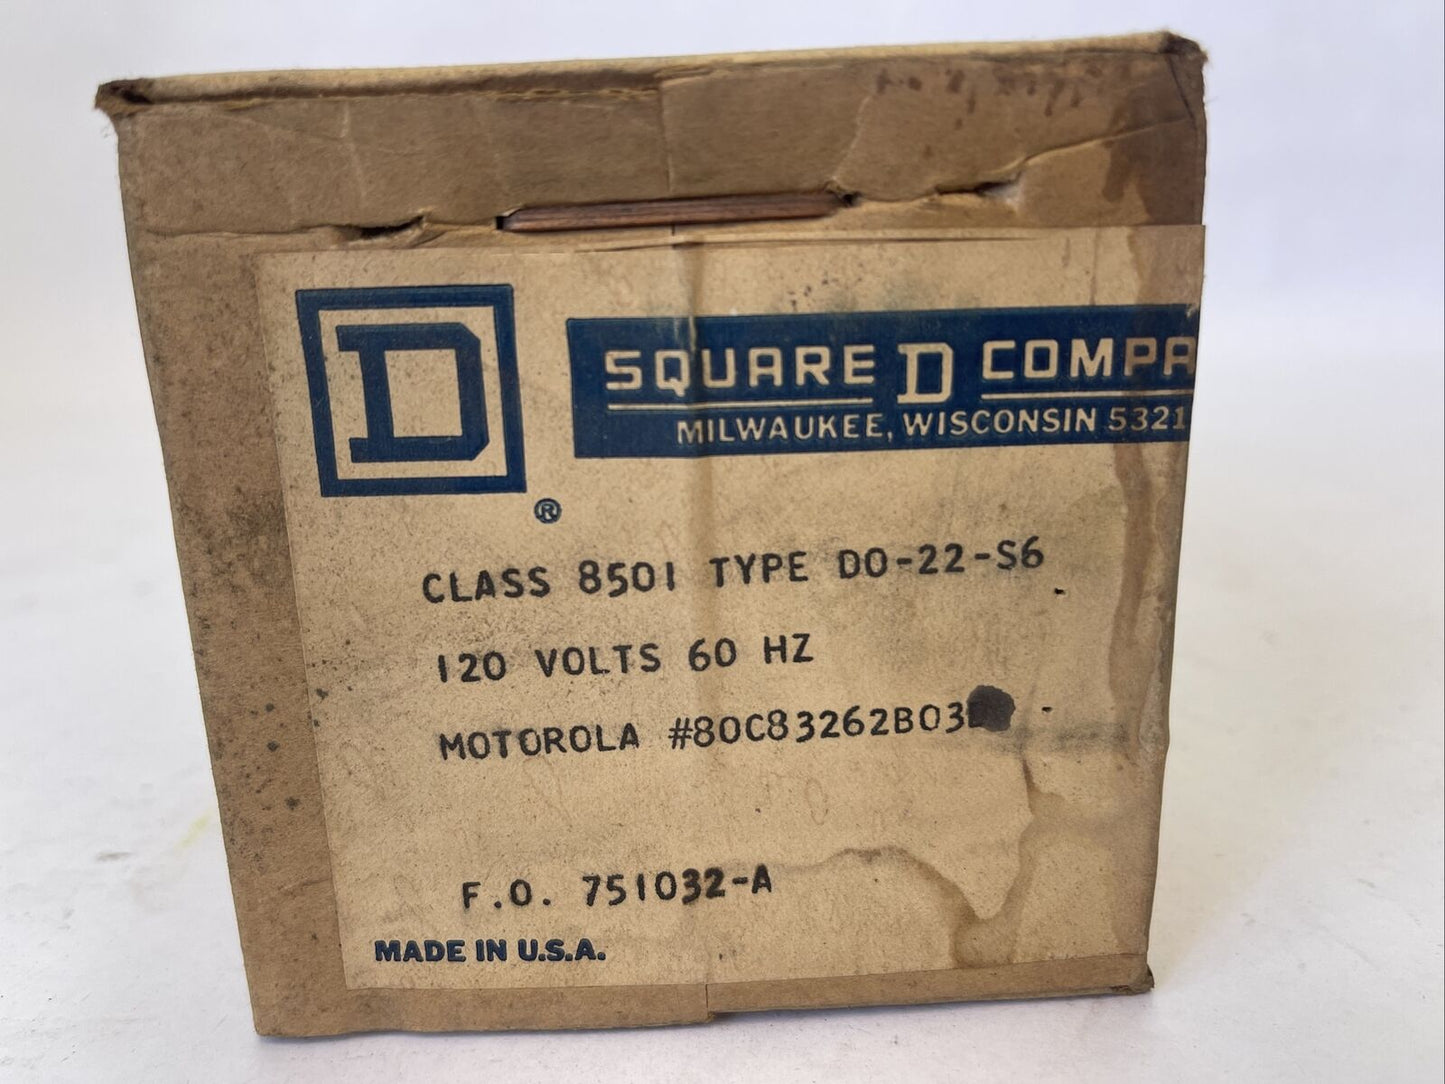 D
SQUARE D COMPA
MILWAUKEE, WISCONSIN 5321
®
CLASS 8501 TYPE DO-22-S6
120 VOLTS 60 HZ
MOTOROLA #80C83262B03
F.O. 751032-A
MADE IN U.S.A.